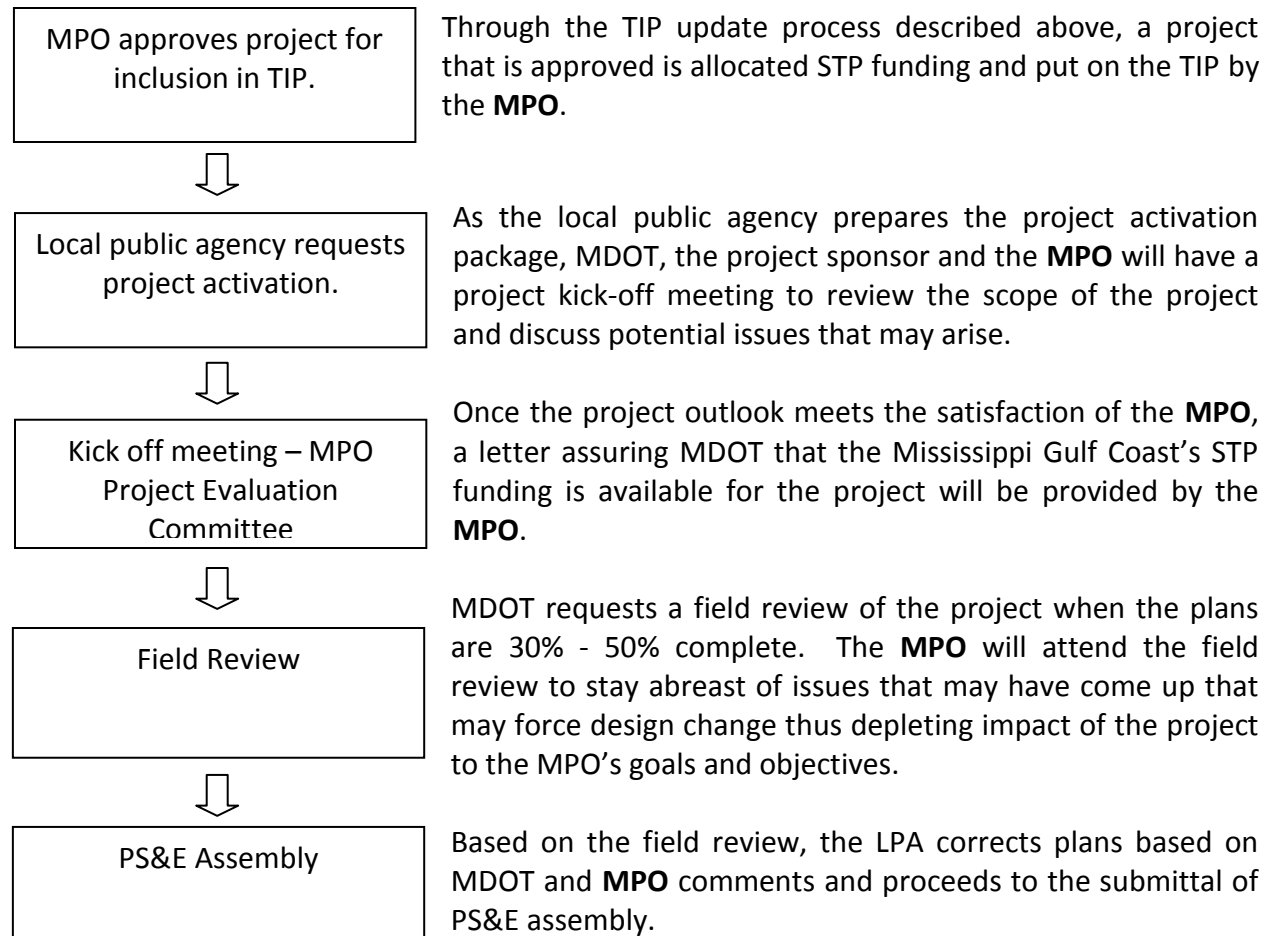 MPO approves project for
inclusion in TIP.
Through the TIP update process described above, a project
that is approved is allocated STP funding and put on the TIP by
the MPO.
Local public agency requests
project activation.
As the local public agency prepares the project activation
package, MDOT, the project sponsor and the MPO will have a
project kick-off meeting to review the scope of the project
and discuss potential issues that may arise.
Kick off meeting – MPO
Project Evaluation
Committee
Once the project outlook meets the satisfaction of the MPO,
a letter assuring MDOT that the Mississippi Gulf Coast’s STP
funding is available for the project will be provided by the
MPO.
Field Review
MDOT requests a field review of the project when the plans
are 30% - 50% complete. The MPO will attend the field
review to stay abreast of issues that may have come up that
may force design change thus depleting impact of the project
to the MPO’s goals and objectives.
PS&E Assembly
Based on the field review, the LPA corrects plans based on
MDOT and MPO comments and proceeds to the submittal of
PS&E assembly.